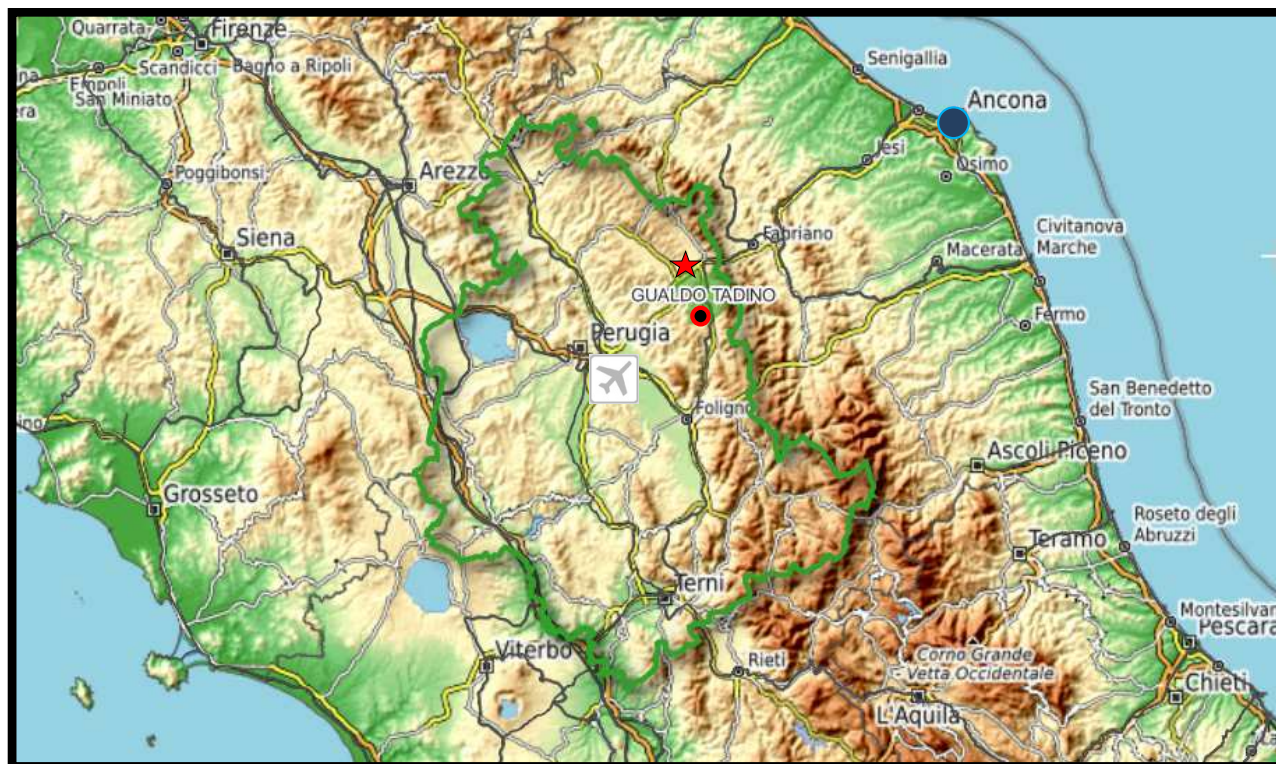 Quarrata
Firenze
Senigallia
Scandicci
Bagno a Ripoli
Empoli
San Miniato
Ancona
Jesi
Osimo
Arezzo
Poggibonsi
Siena
Fabriano
Civitanova
Marche
Macerata
GUALDO TADINO
Fermo
Perugia
San Benedetto
del Tronto
Foligno
Ascoli Piceno
Grosseto
Roseto degli
Abruzzi
Teramo
Terni
Montesilvan
Pescara
Viterbo
Rieti
Corno Grande
- Vetta Occidentale
Chieti
L'Aquila